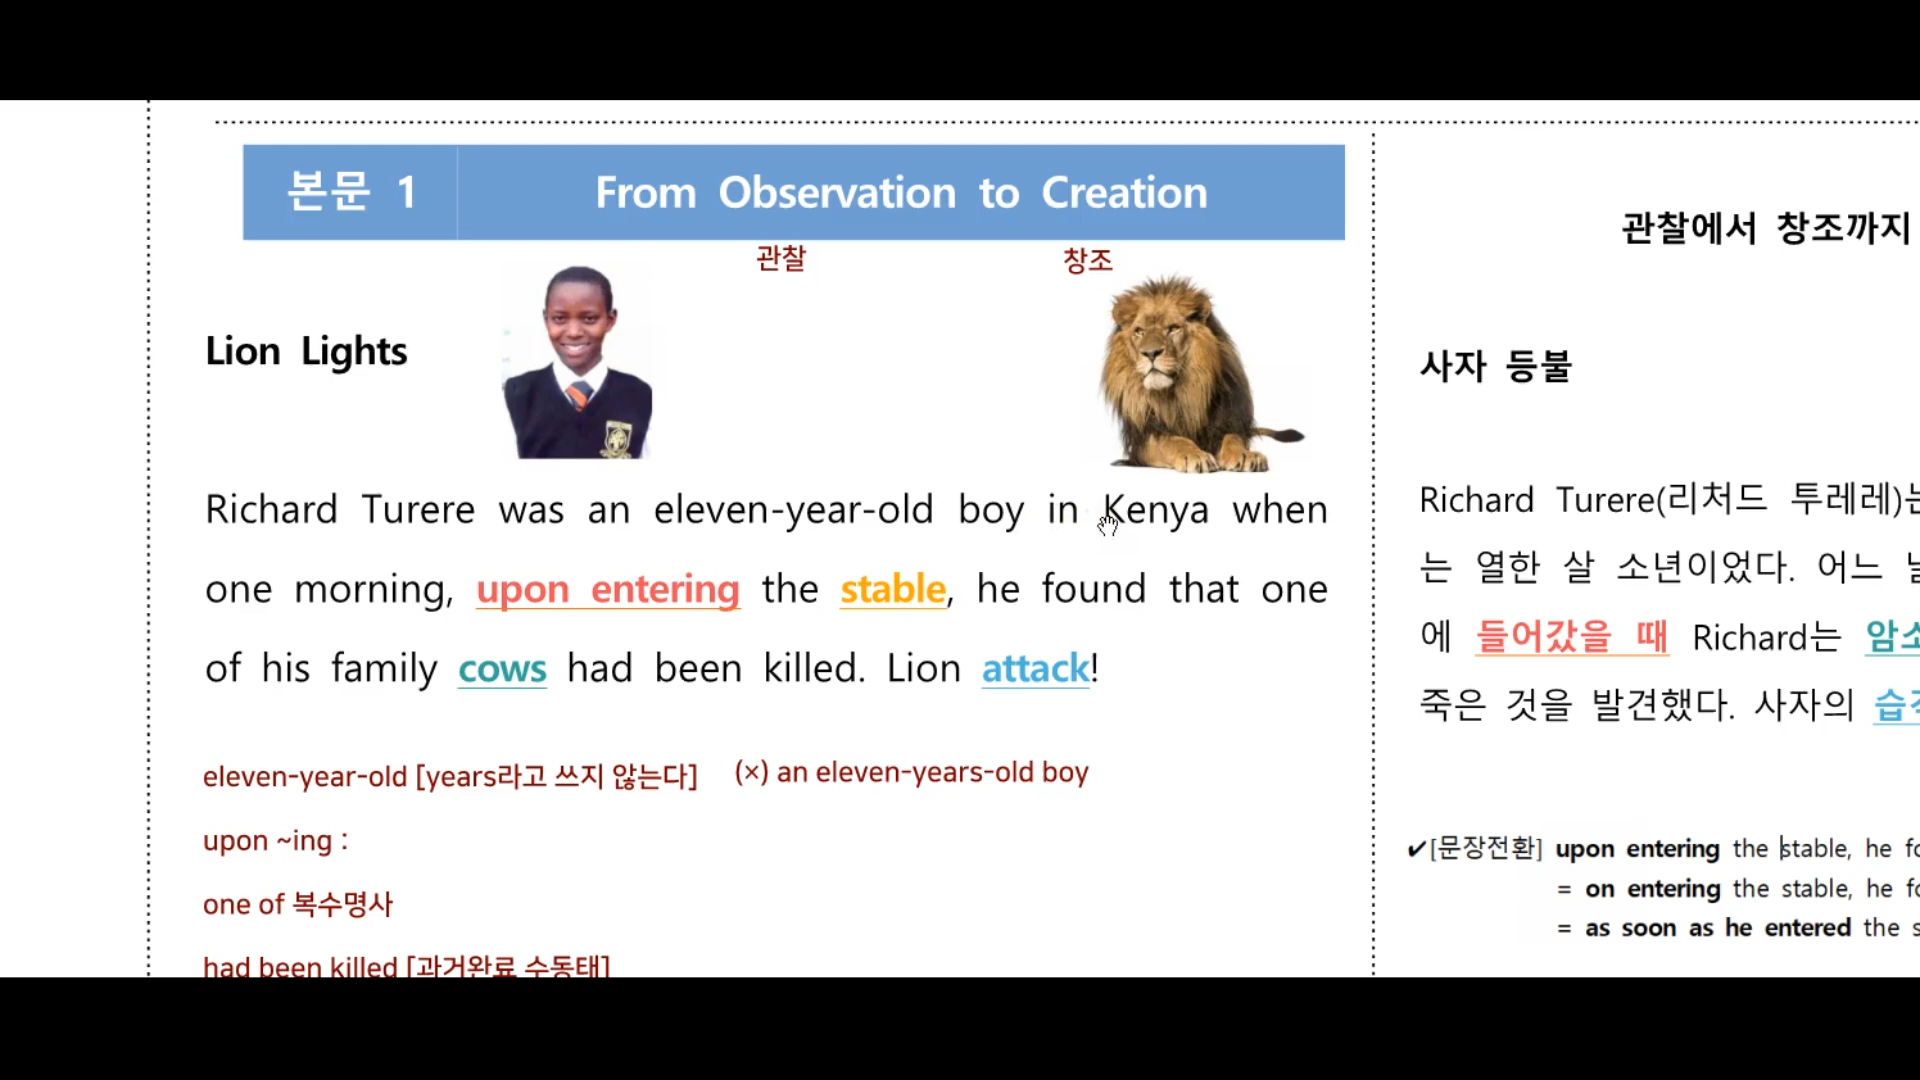 본문 1 From Observation to Creation
관찰 창조
Lion Lights
Richard Turere was an eleven-year-old boy in Kenya when
one morning, upon entering the stable, he found that one
of his family cows had been killed. Lion attack!
eleven-year-old [years라고 쓰지 않는다] (×) an eleven-years-old boy
upon ~ing :
one of 복수명사
had been killed [과거완료 수동태]
관찰에서 창조까지
사자 등불
Richard Turere(리처드 투레레)는
는 열한 살 소년이었다. 어느
에 들어갔을 때 Richard는
죽은 것을 발견했다. 사자의
✔[문장전환] upon entering the stable, he
= on entering the stable, he
= as soon as he entered the